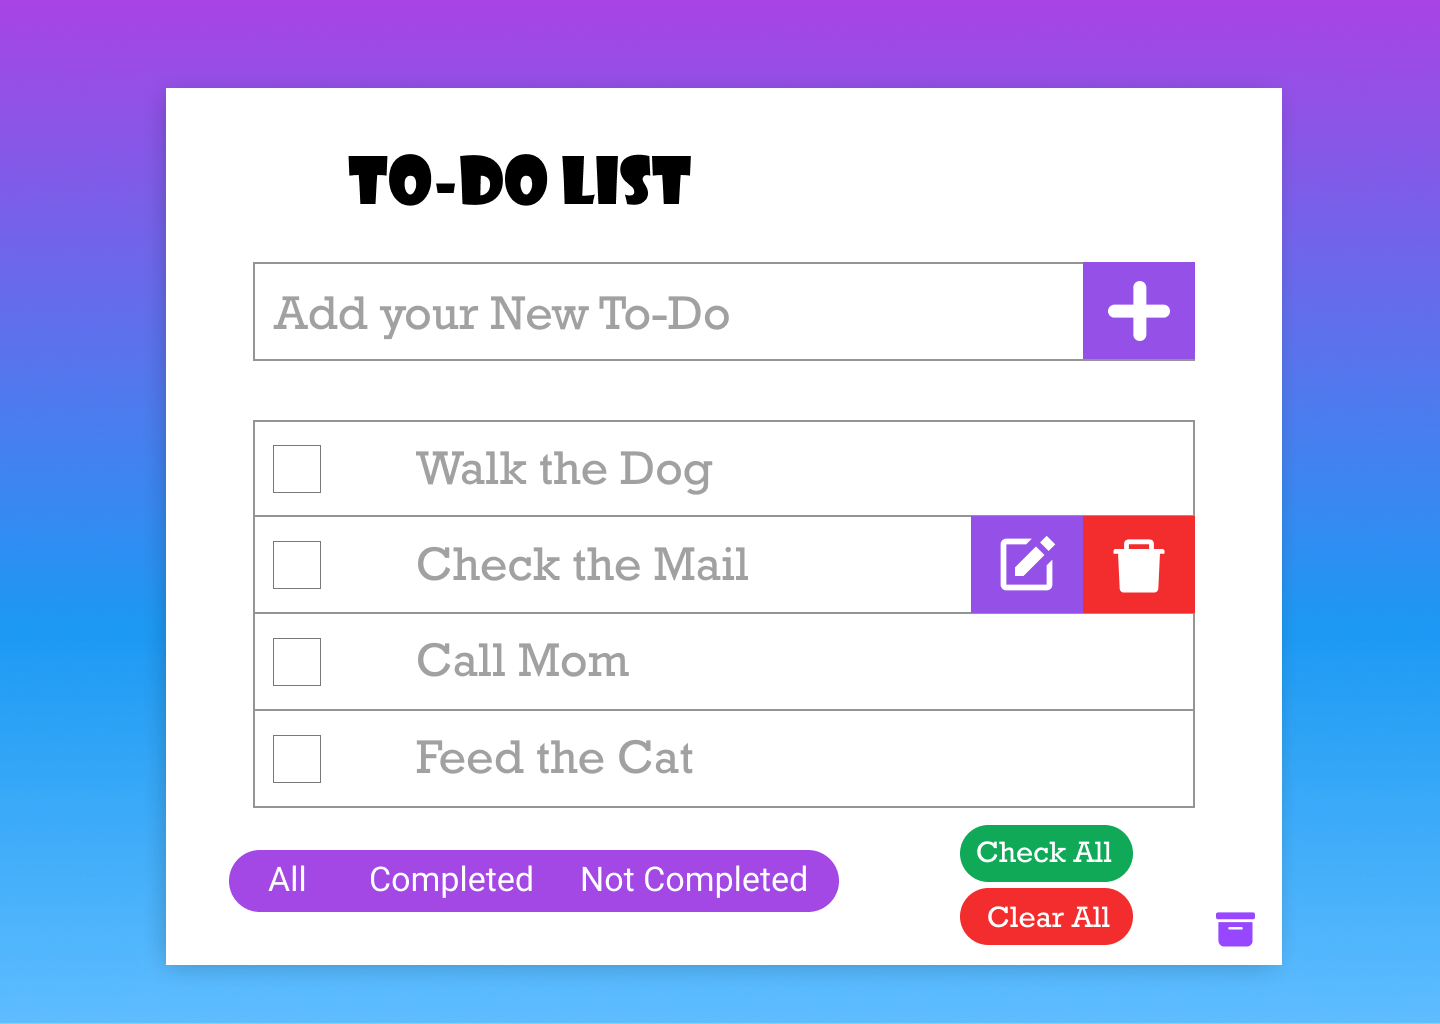 TO-DO LIST
Add your New To-Do
Walk the Dog
Check the Mail
Call Mom
Feed the Cat
All Completed Not Completed
Check All
Clear All